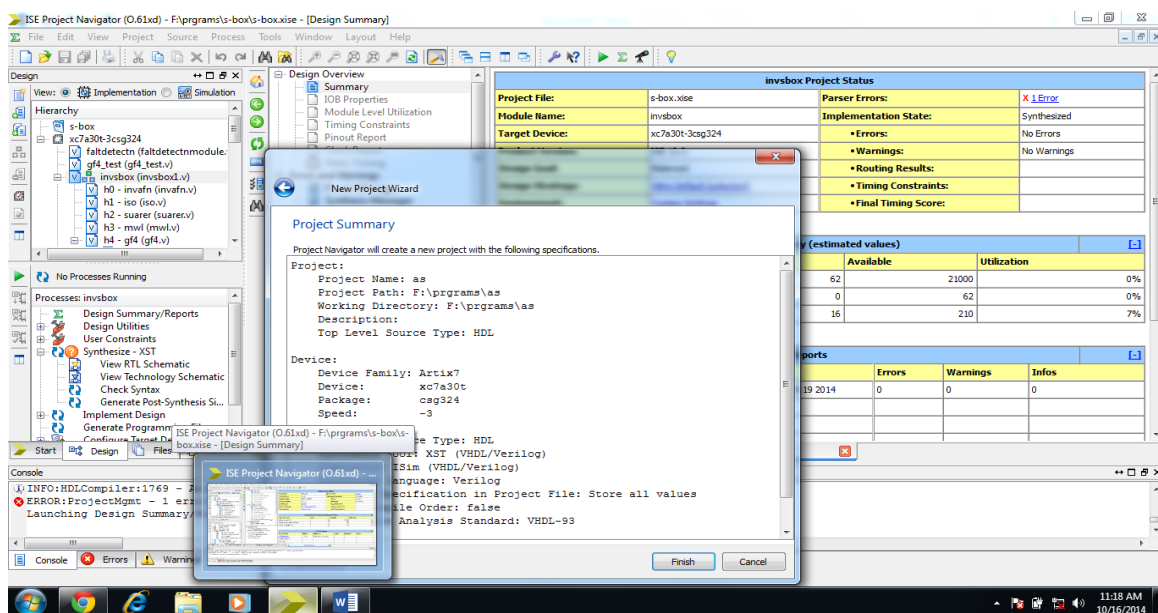 ISE Project Navigator (O.61xd) - F:\prgrams\s-box\s-box.xise - [Design Summary]
File Edit View Project Source Process Tools Window Layout Help
Design
View: Implementation Simulation
Hierarchy
s-box
xc7a30t-3csg324
faltdetectn (faltdetectnmodule.
gf4_test (gf4_test.v)
invsbox (invsbox1.v)
h0 - invafn (invafn.v)
h1 - iso (iso.v)
h2 - suarer (suarer.v)
h3 - mwl (mwl.v)
h4 - gf4 (gf4.v)
No Processes Running
Processes: invsbox
Design Summary/Reports
Design Utilities
User Constraints
Synthesize - XST
View RTL Schematic
View Technology Schematic
Check Syntax
Generate Post-Synthesis Si...
Implement Design
Generate Programm
Configure Target De
Start Design Files
Design Overview
Summary
IOB Properties
Module Level Utilization
Timing Constraints
Pinout Report
invsbox Project Status
Project File: s-box.xise Parser Errors: X 1 Error
Module Name: invsbox Implementation State: Synthesized
Target Device: xc7a30t-3csg324 •Errors: No Errors
•Warnings: No Warnings
•Routing Results:
•Timing Constraints:
•Final Timing Score:
y (estimated values) [-]
Available Utilization
62 21000 0%
0 62 0%
16 210 7%
ports [-]
Errors Warnings Infos
19 2014 0 0 0
New Project Wizard
Project Summary
Project Navigator will create a new project with the following specifications.
Project:
Project Name: as
Project Path: F:\prgrams\as
Working Directory: F:\prgrams\as
Description:
Top Level Source Type: HDL
Device:
Device Family: Artix7
Device: xc7a30t
Package: csg324
Speed: -3
ce Type: HDL
: XST (VHDL/Verilog)
ISim (VHDL/Verilog)
anguage: Verilog
ecification in Project File: Store all values
ile Order: false
Analysis Standard: VHDL-93
Finish Cancel
ISE Project Navigator (O.61xd) - F:\prgrams\s-box\s-
box.xise - [Design Summary]
ISE Project Navigator (O.61xd) - ...
Console
INFO:HDLCompiler:1769 - A
ERROR:ProjectMgmt - 1 err
Launching Design Summary/
Console Errors Warnin
11:18 AM
10/16/2014